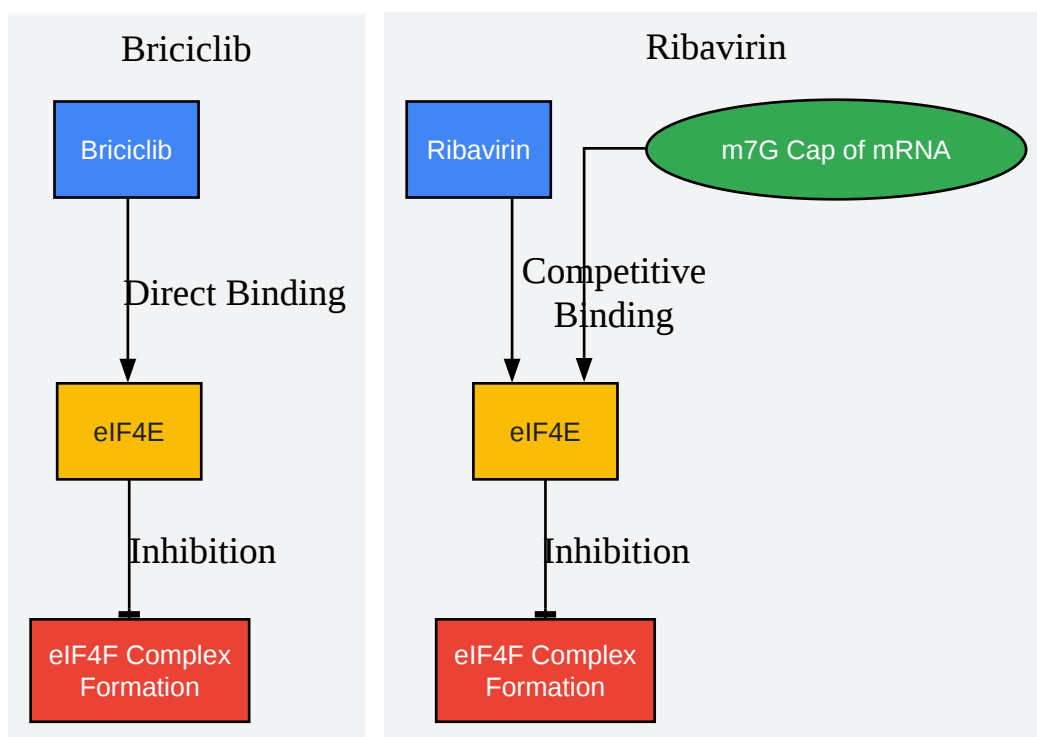 Briciclib
Briciclib
Direct Binding
eIF4E
Inhibition
eIF4F Complex
Formation
Ribavirin
Ribavirin
m7G Cap of mRNA
Competitive
Binding
eIF4E
Inhibition
eIF4F Complex
Formation